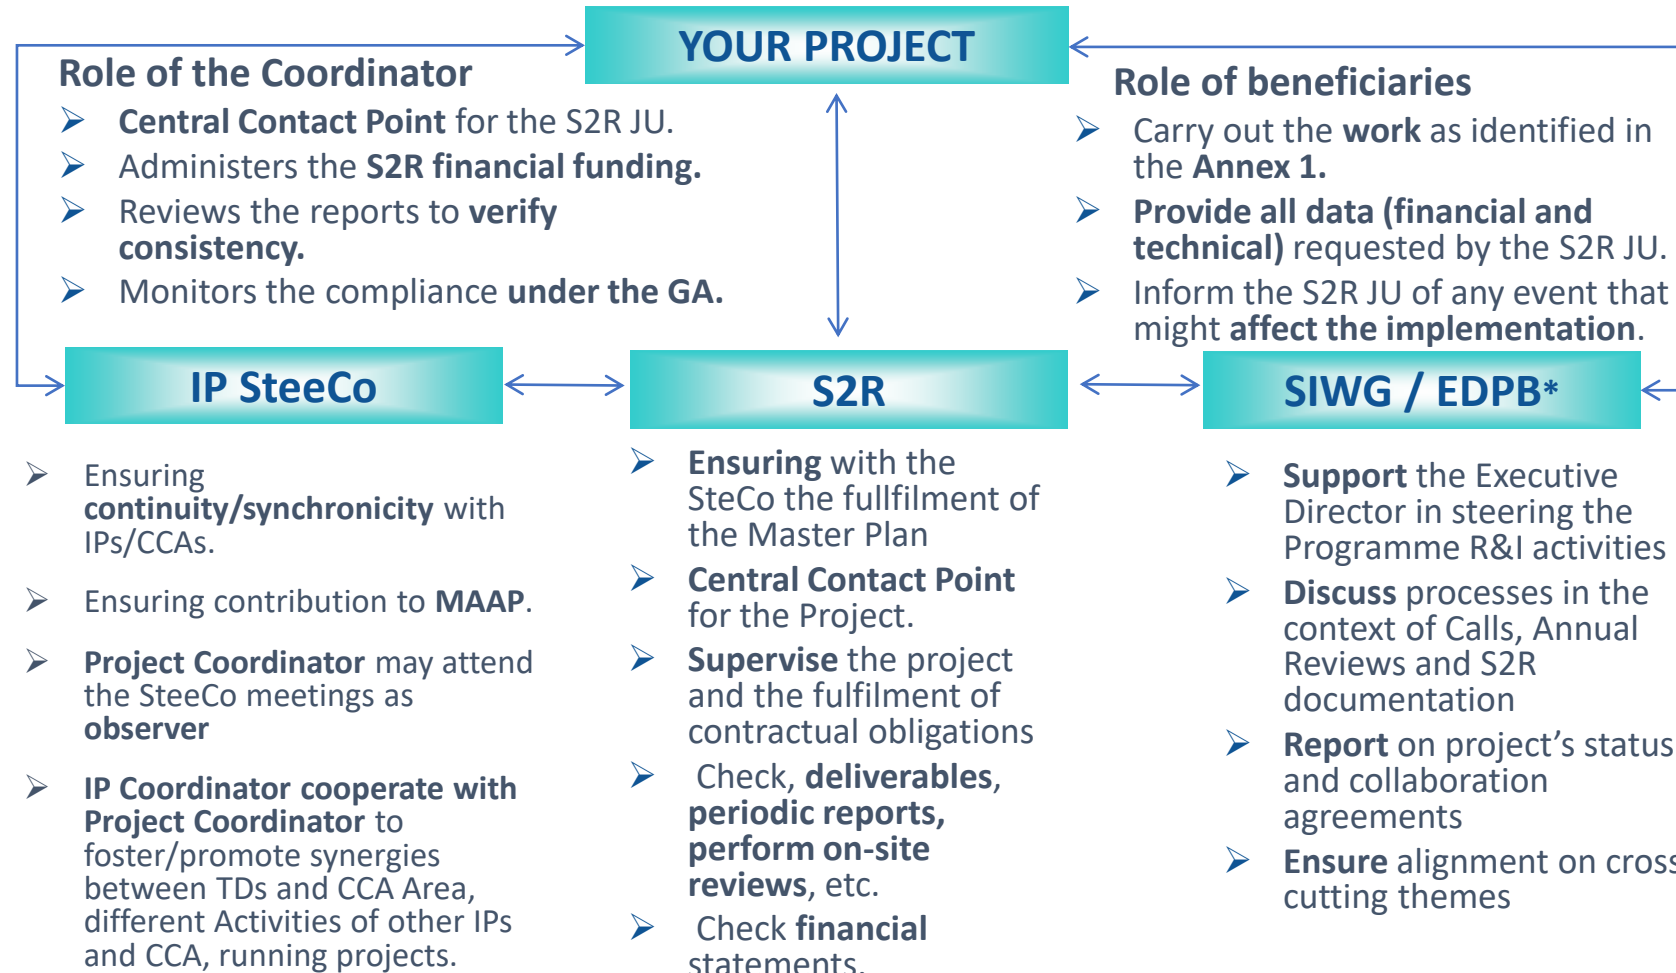 YOUR PROJECT
Role of the Coordinator
➢ Central Contact Point for the S2R JU.
➢ Administers the S2R financial funding.
➢ Reviews the reports to verify
consistency.
➢ Monitors the compliance under the GA.
Role of beneficiaries
➢ Carry out the work as identified in
the Annex 1.
➢ Provide all data (financial and
technical) requested by the S2R JU.
➢ Inform the S2R JU of any event that
might affect the implementation.
IP SteeCo
➢ Ensuring
continuity/synchronicity with
IPs/CCAs.
➢ Ensuring contribution to MAAP.
➢ Project Coordinator may attend
the SteeCo meetings as
observer
➢ IP Coordinator cooperate with
Project Coordinator to
foster/promote synergies
between TDs and CCA Area,
different Activities of other IPs
and CCA, running projects.
S2R
➢ Ensuring with the
SteCo the fullfilment of
the Master Plan
➢ Central Contact Point
for the Project.
➢ Supervise the project
and the fulfilment of
contractual obligations
➢ Check, deliverables,
periodic reports,
perform on-site
reviews, etc.
➢ Check financial
statements.
SIWG / EDPB*
➢ Support the Executive
Director in steering the
Programme R&I activities
➢ Discuss processes in the
context of Calls, Annual
Reviews and S2R
documentation
➢ Report on project's status
and collaboration
agreements
➢ Ensure alignment on cross
cutting themes